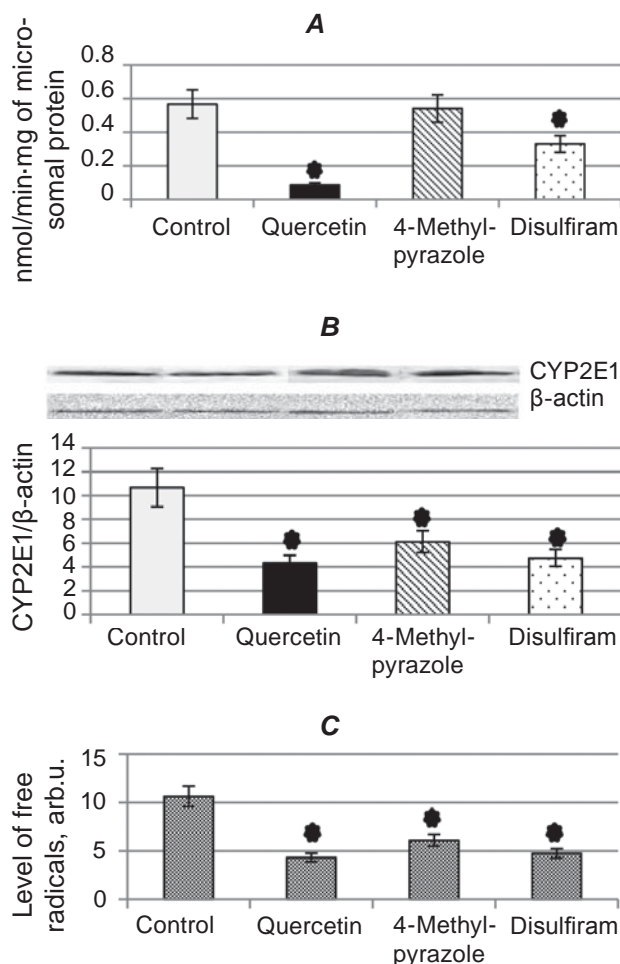 A
nmol/min·mg of micro-
somal protein
0.8
0.6
0.4
0.2
0
Control
Quercetin
4-Methyl-
pyrazole
Disulfiram
B
CYP2E1
β-actin
CYP2E1/β-actin
14
12
10
8
6
4
2
0
Control
Quercetin
4-Methyl-
pyrazole
Disulfiram
C
Level of free
radicals, arb.u.
15
10
5
0
Control
Quercetin
4-Methyl-
pyrazole
Disulfiram